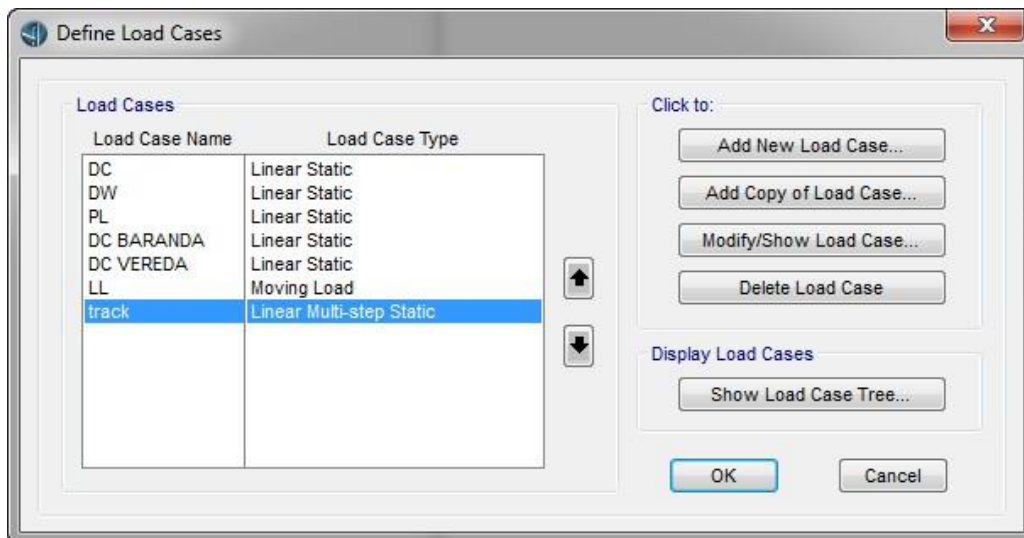 Define Load Cases
Load Cases
Load Case Name Load Case Type
DC Linear Static
DW Linear Static
PL Linear Static
DC BARANDA Linear Static
DC VEREDA Linear Static
LL Moving Load
track Linear Multi-step Static
Click to:
Add New Load Case...
Add Copy of Load Case...
Modify/Show Load Case...
Delete Load Case
Display Load Cases
Show Load Case Tree...
OK Cancel